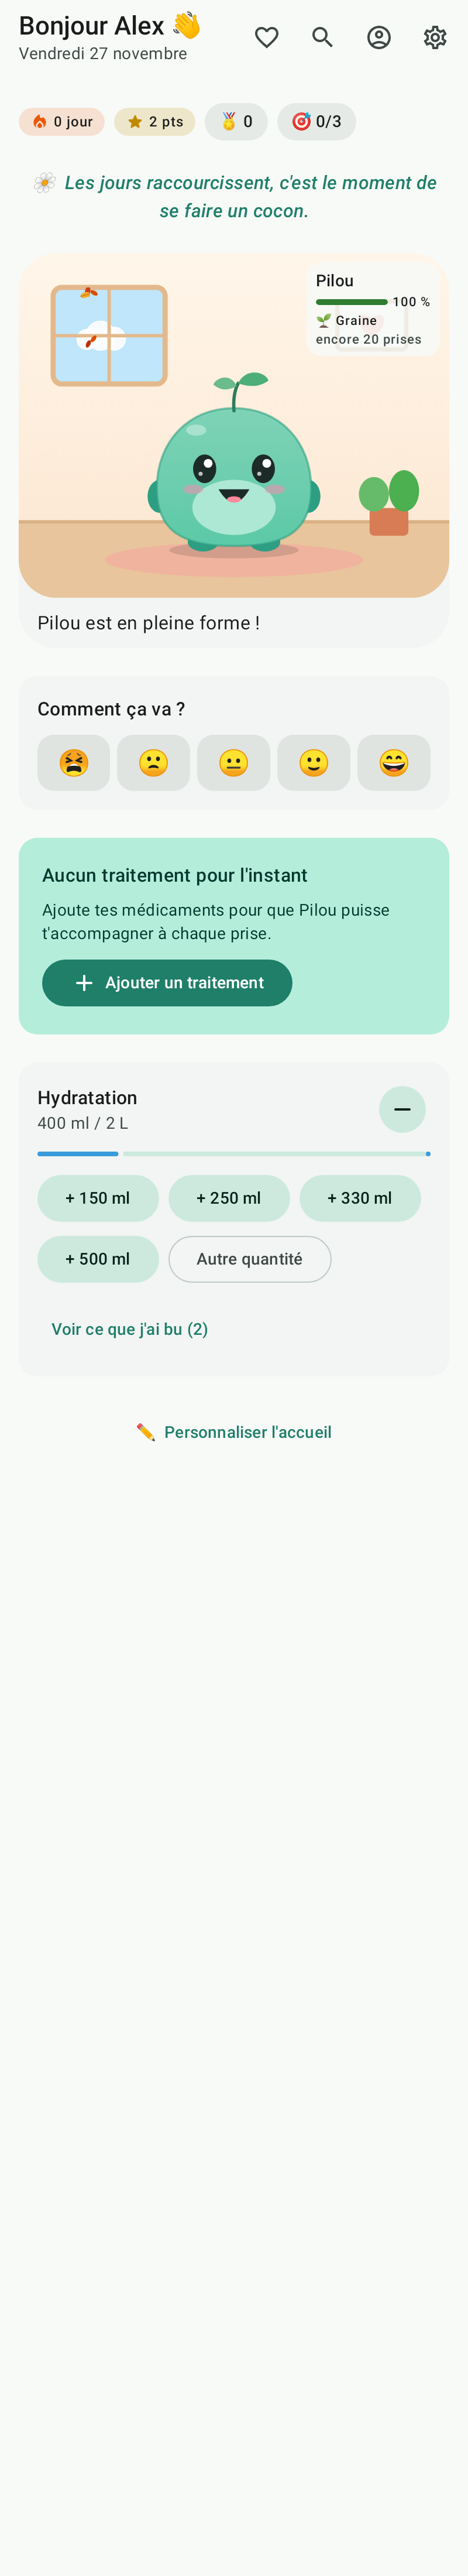 Bonjour Alex 👋
Vendredi 27 novembre
0 jour
2 pts
🏅 0
🎯 0/3
🌼 Les jours raccourcissent, c'est le moment de
se faire un cocon.
Pilou
100 %
🌱 Graine
encore 20 prises
Pilou est en pleine forme !
Comment ça va ?
Aucun traitement pour l'instant
Ajoute tes médicaments pour que Pilou puisse
t'accompagner à chaque prise.
Ajouter un traitement
Hydratation
400 ml / 2 L
+ 150 ml
+ 250 ml
+ 330 ml
+ 500 ml
Autre quantité
Voir ce que j'ai bu (2)
✏️ Personnaliser l'accueil